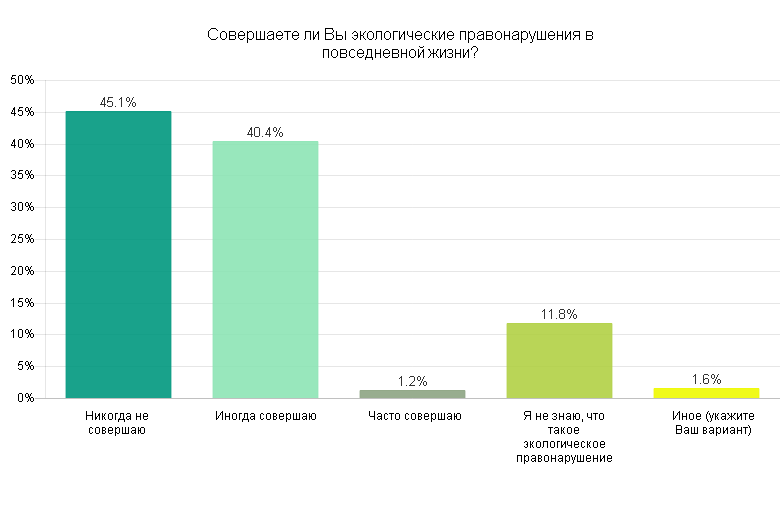 Совершаете ли Вы экологические правонарушения в
повседневной жизни?
50%
45%
40%
35%
30%
25%
20%
15%
10%
5%
0%
45.1%
40.4%
1.2%
11.8%
1.6%
Никогда не
совершаю
Иногда совершаю
Часто совершаю
Я не знаю, что
такое
экологическое
правонарушение
Иное (укажите
Ваш вариант)